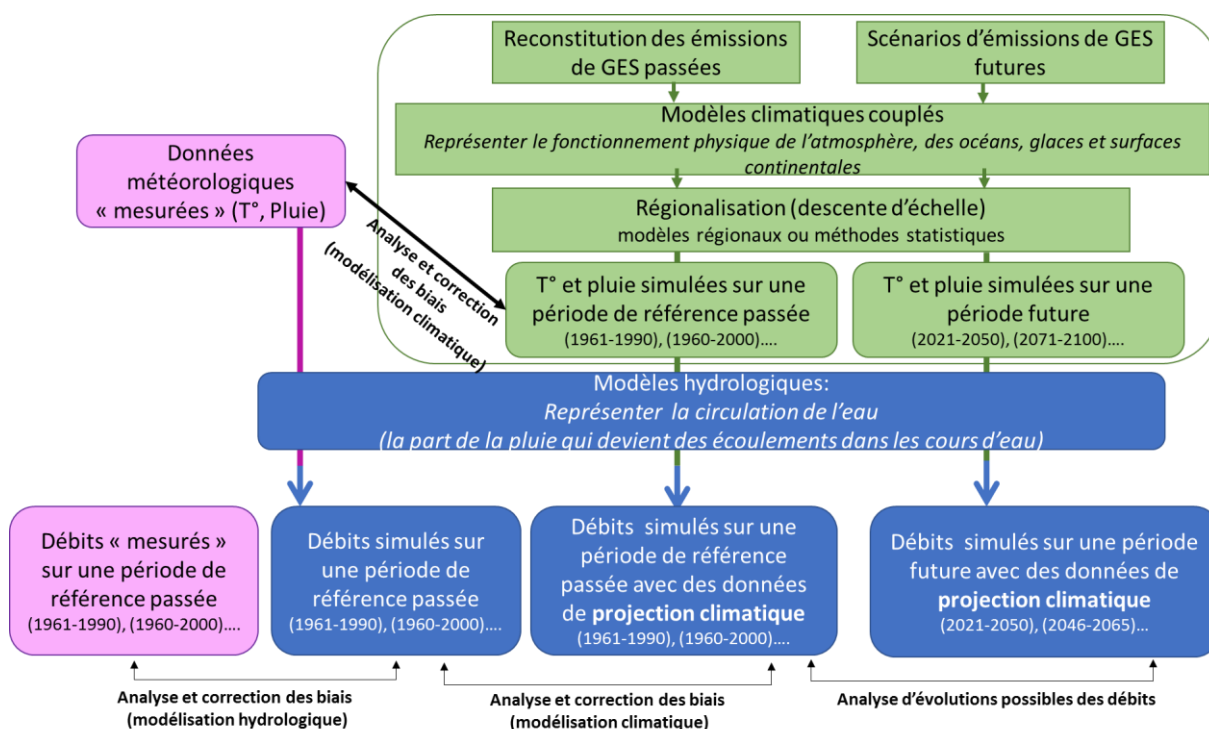 Reconstitution des émissions
de GES passées
Scénarios d’émissions de GES
futures
Modèles climatiques couplés
Représenter le fonctionnement physique de l’atmosphère, des océans, glaces et surfaces
continentales
Données
météorologiques
« mesurées » (T°, Pluie)
Analyse et correction
des biais
(modélisation climatique)
Régionalisation (descente d’échelle)
modèles régionaux ou méthodes statistiques
T° et pluie simulées sur une
période de référence passée
(1961-1990), (1960-2000)....
T° et pluie simulées sur une
période future
(2021-2050), (2071-2100)....
Modèles hydrologiques:
Représenter la circulation de l’eau
(la part de la pluie qui devient des écoulements dans les cours d’eau)
Débits « mesurés »
sur une période de
référence passée
(1961-1990), (1960-2000)....
Débits simulés sur
une période de
référence passée
(1961-1990), (1960-2000)....
Débits simulés sur une
période de référence
passée avec des données
de projection climatique
(1961-1990), (1960-2000)....
Débits simulés sur une période
future avec des données de
projection climatique
(2021-2050), (2046-2065)...
Analyse et correction des biais
(modélisation hydrologique)
Analyse et correction des biais
(modélisation climatique)
Analyse d’évolutions possibles des débits